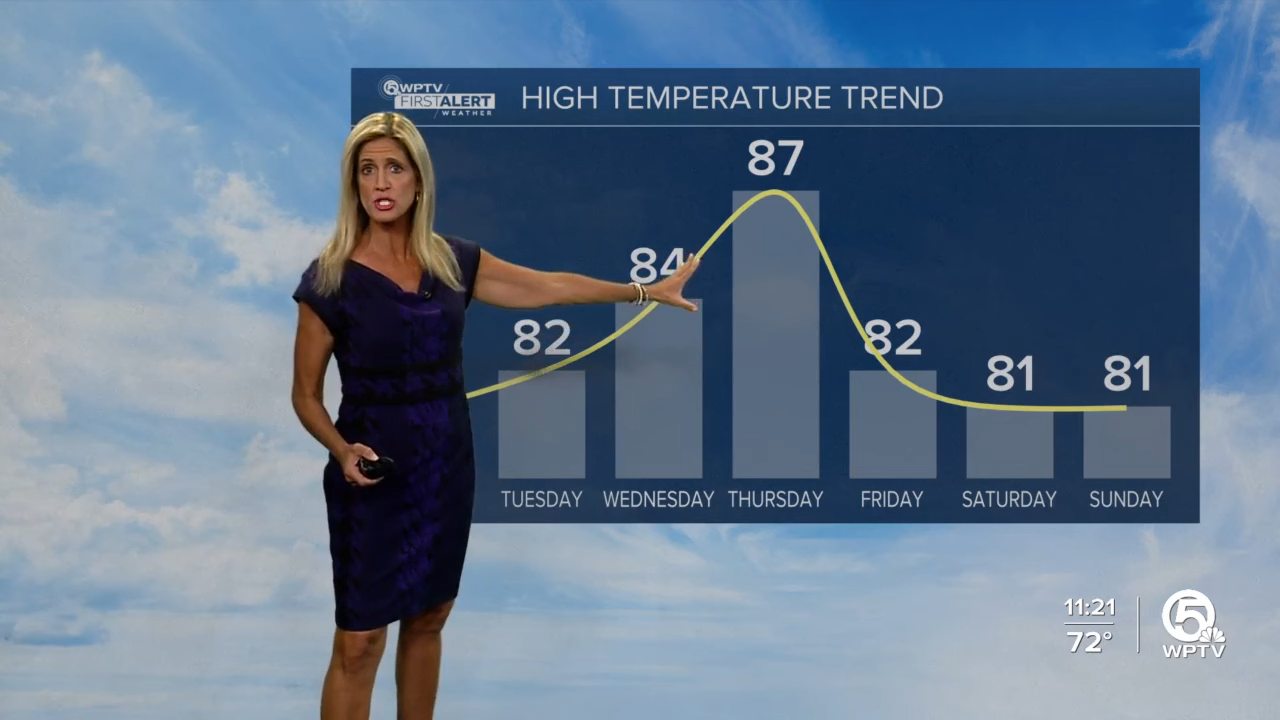 5 WPTV
FIRST ALERT
WEATHER
HIGH TEMPERATURE TREND
82
84
87
82
81
81
TUESDAY
WEDNESDAY
THURSDAY
FRIDAY
SATURDAY
SUNDAY
11:21
72°
5
WPTV